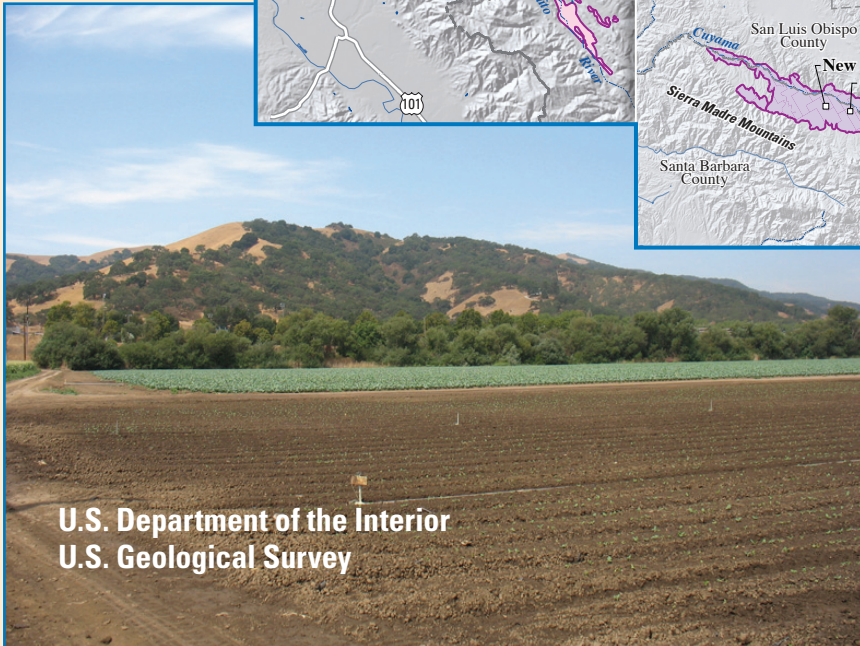 River
101
Cuyama
San Luis Obispo
County
New
Sierra Madre Mountains
Santa Barbara
County
U.S. Department of the Interior
U.S. Geological Survey